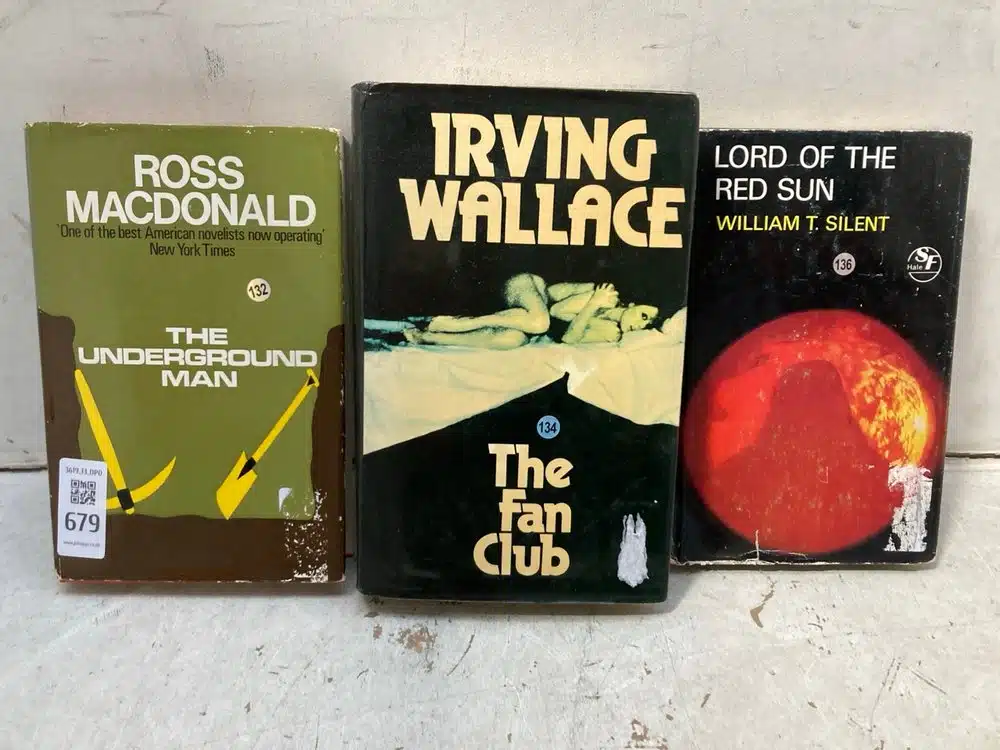 ROSS
MACDONALD
'One of the best American novelists now operating'
New York Times
132
THE
UNDERGROUND
MAN
679
IRVING
WALLACE
134
The
Fan
Club
LORD OF THE
RED SUN
WILLIAM T. SILENT
136
Hale SF